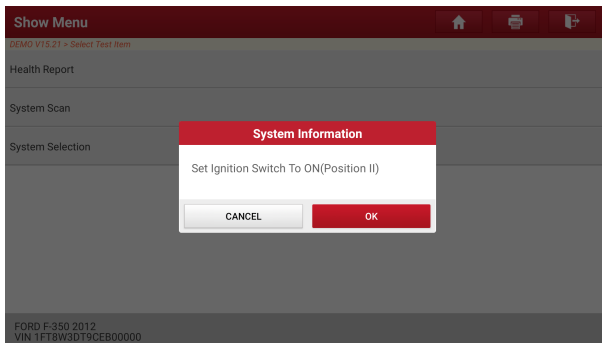 Show Menu
DEMO V15.21 > Select Test Item
Health Report
System Scan
System Selection
System Information
Set Ignition Switch To ON(Position II)
CANCEL
OK
FORD F-350 2012
VIN 1FT8W3DT9CEB00000